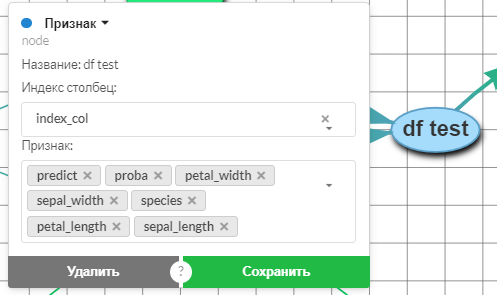 Признак
node
Название: df test
Индекс столбец:
index_col ×
Признак:
predict × proba × petal_width ×
sepal_width × species ×
petal_length × sepal_length ×
Удалить ? Сохранить
df test